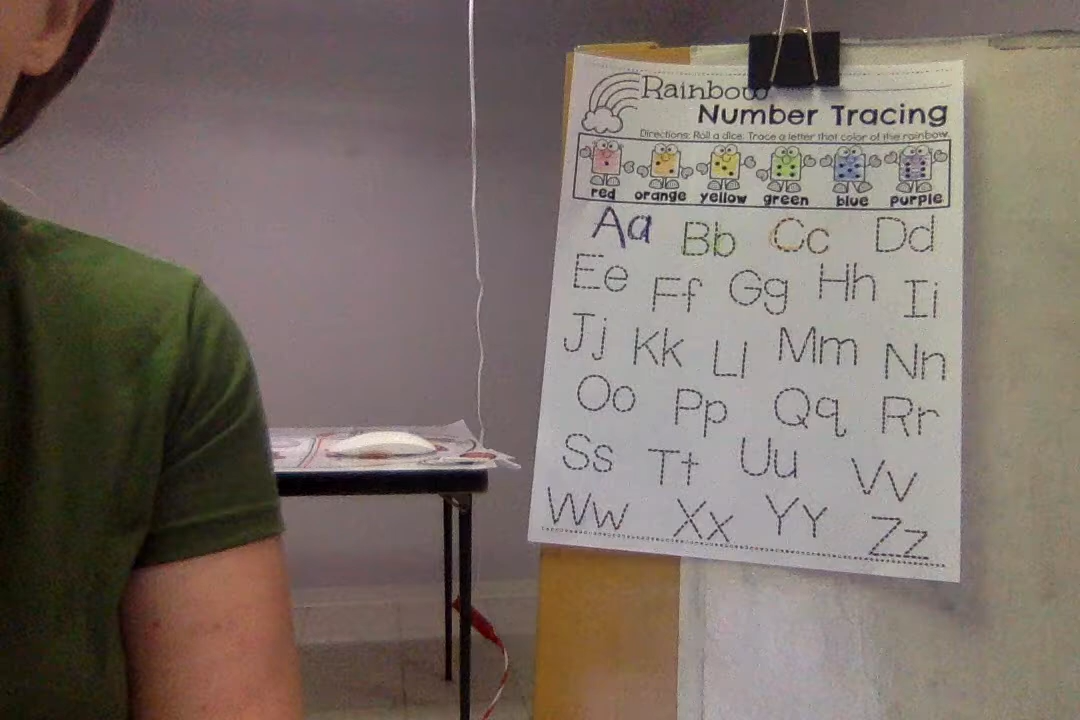 Rainbow
Number Tracing
Directions: Roll a dice. Trace a letter that color of the rainbow.
red orange yellow green blue purple
Aa Bb Cc Dd
Ee Ff Gg Hh Ii
Jj Kk Ll Mm Nn
Oo Pp Qq Rr
Ss Tt Uu Vv
Ww Xx Yy Zz